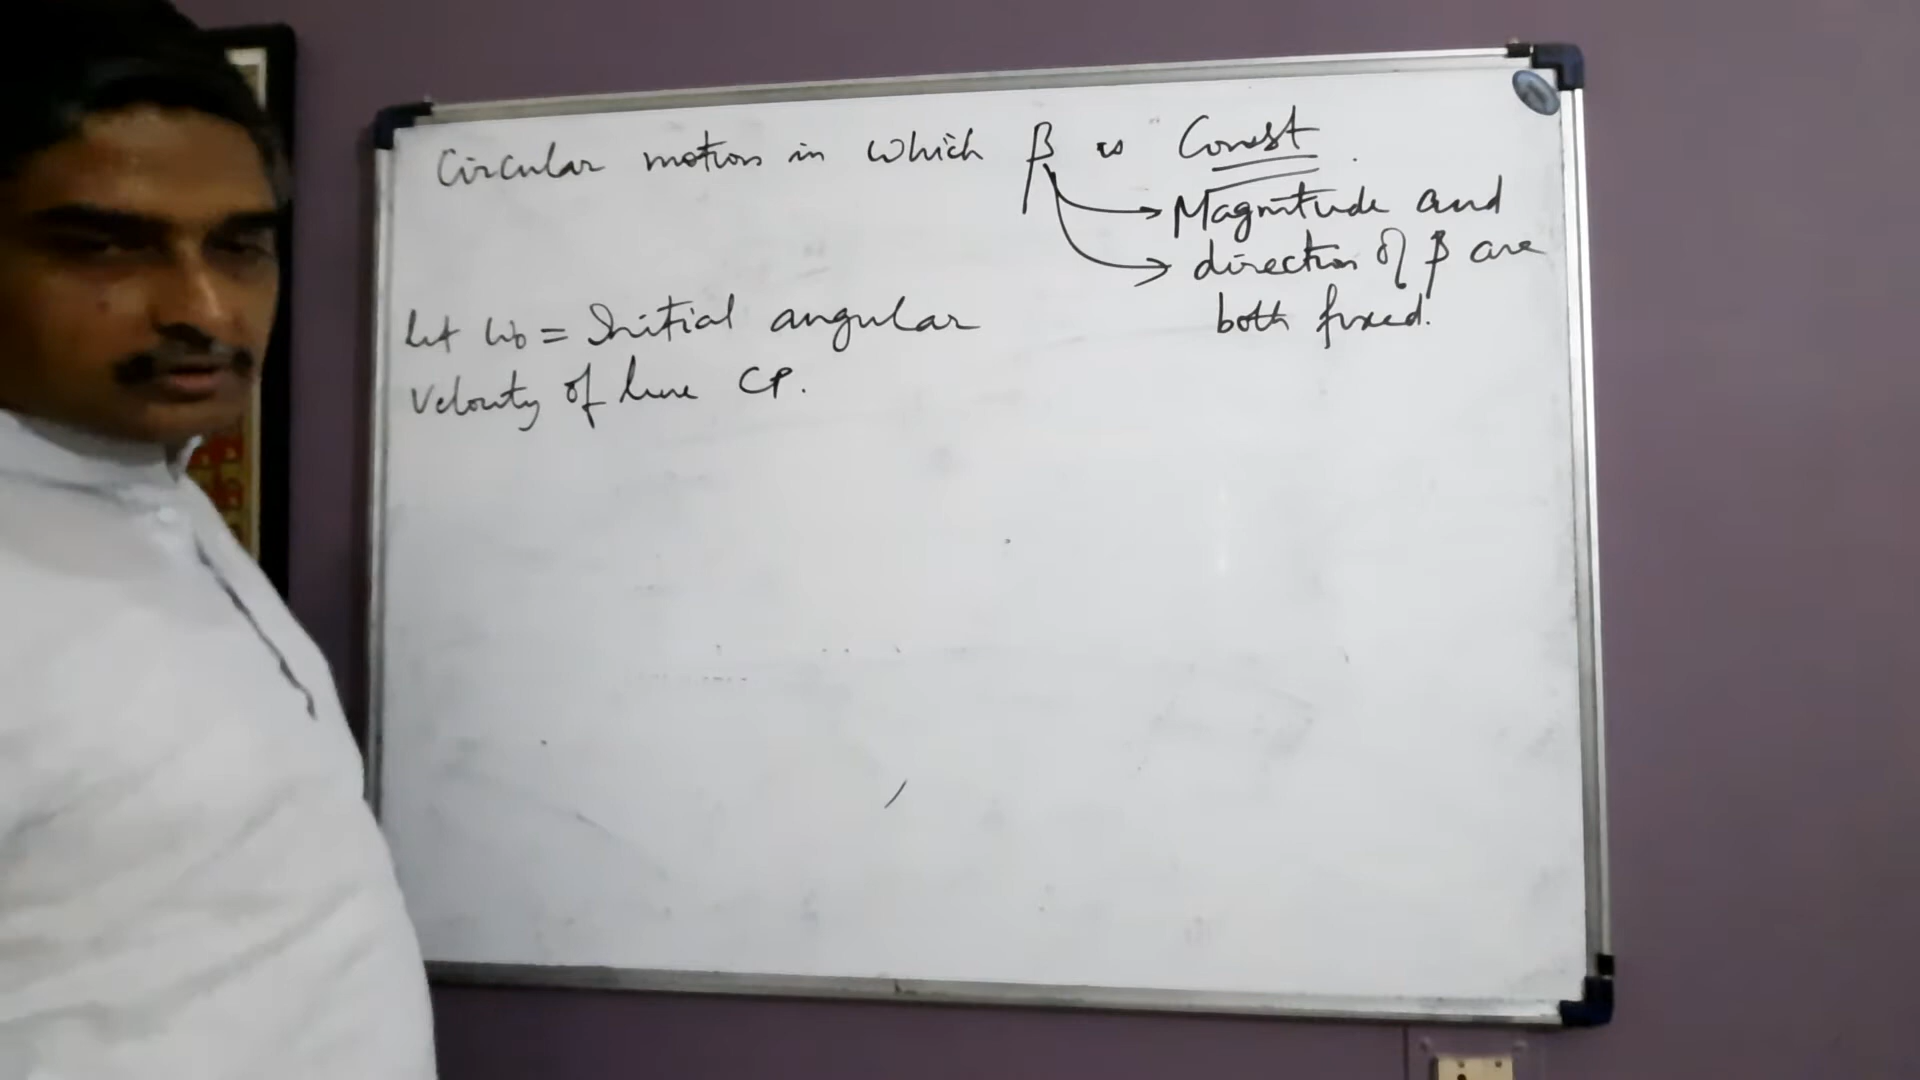 Circular motion in which β is Const.
Magnitude and
direction of β are
both fixed.
Let ω₀ = Initial angular
Velocity of line CP.